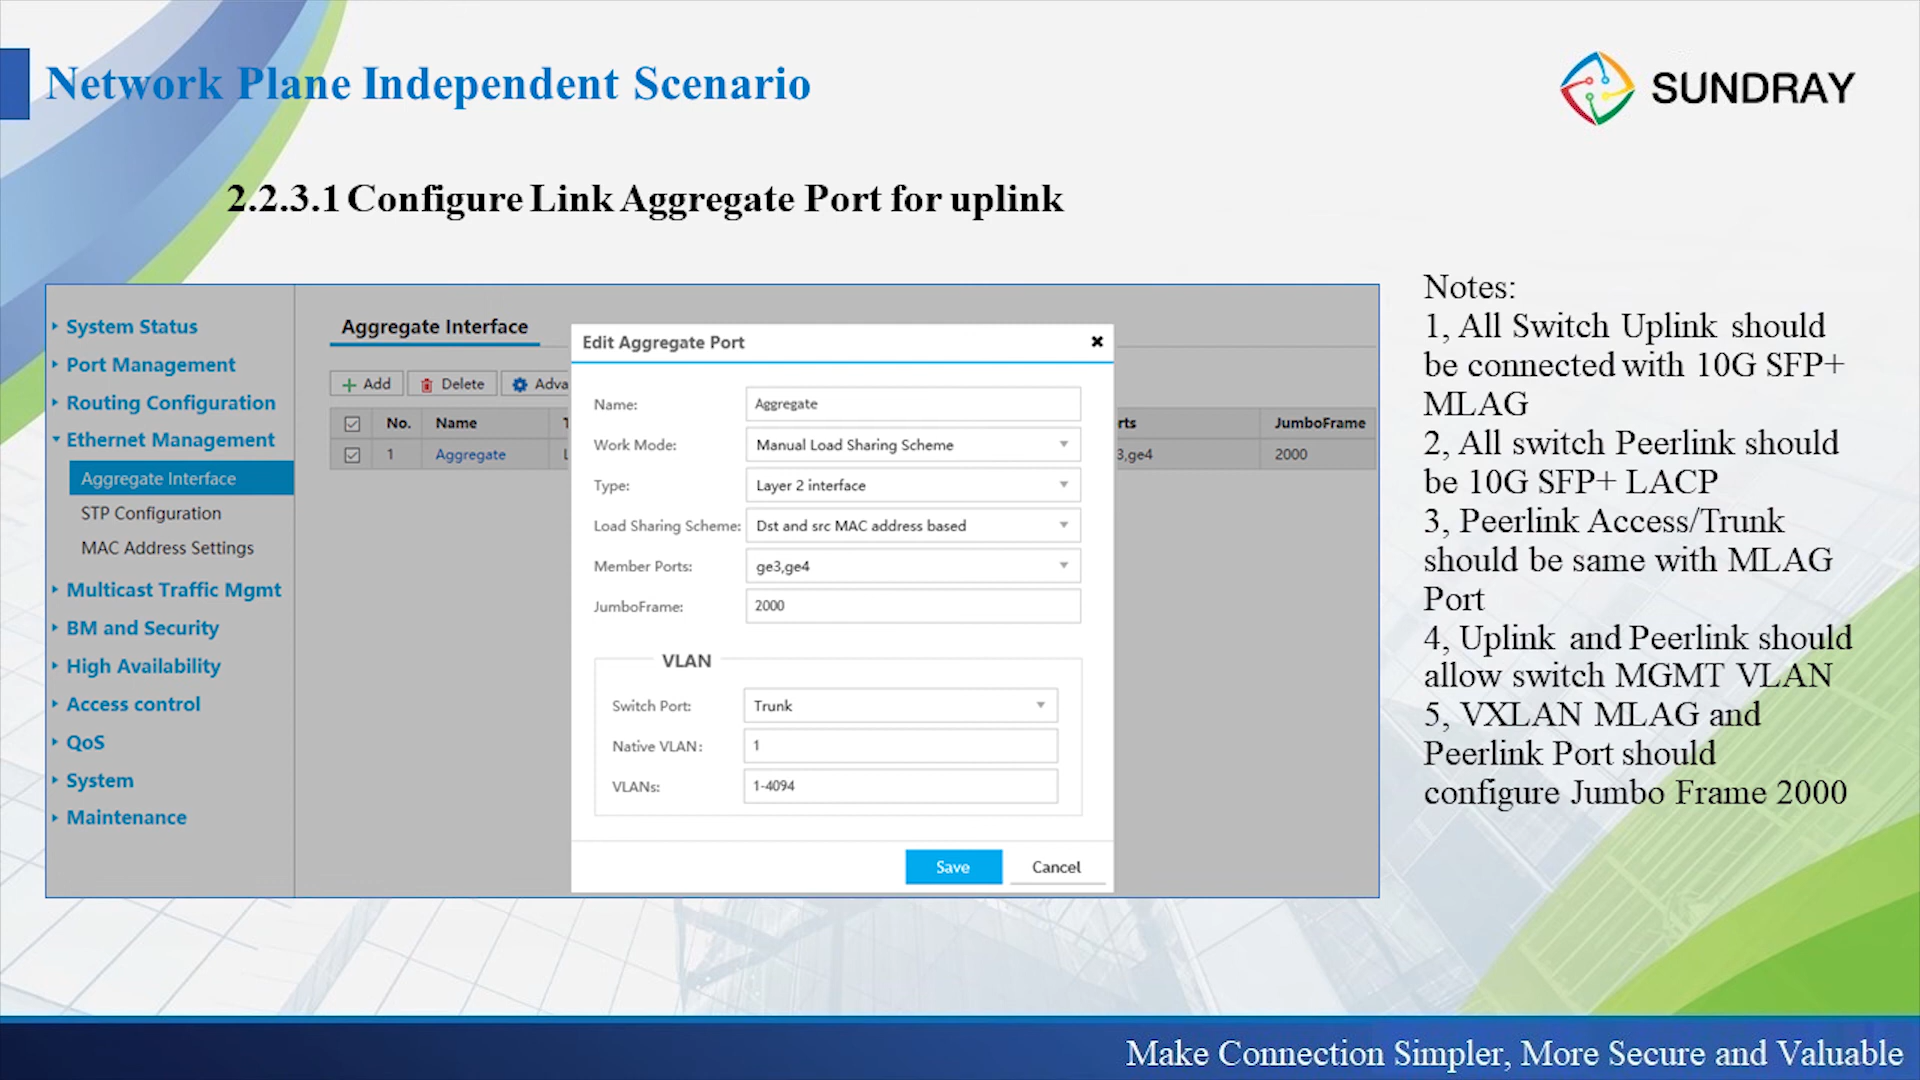 Network Plane Independent Scenario
SUNDRAY
2.2.3.1 Configure Link Aggregate Port for uplink
System Status
Port Management
Routing Configuration
Ethernet Management
Aggregate Interface
STP Configuration
MAC Address Settings
Multicast Traffic Mgmt
BM and Security
High Availability
Access control
QoS
System
Maintenance
Aggregate Interface
Add Delete Adva
No. Name rts JumboFrame
1 Aggregate 3,ge4 2000
Edit Aggregate Port
Name: Aggregate
Work Mode: Manual Load Sharing Scheme
Type: Layer 2 interface
Load Sharing Scheme: Dst and src MAC address based
Member Ports: ge3,ge4
JumboFrame: 2000
VLAN
Switch Port: Trunk
Native VLAN: 1
VLANs: 1-4094
Save Cancel
Notes:
1, All Switch Uplink should
be connected with 10G SFP+
MLAG
2, All switch Peerlink should
be 10G SFP+ LACP
3, Peerlink Access/Trunk
should be same with MLAG
Port
4, Uplink and Peerlink should
allow switch MGMT VLAN
5, VXLAN MLAG and
Peerlink Port should
configure Jumbo Frame 2000
Make Connection Simpler, More Secure and Valuable